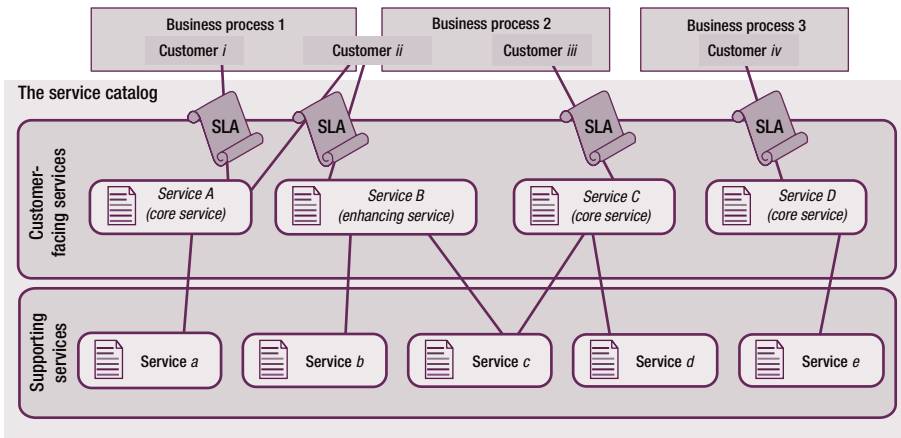 Business process 1
Business process 2
Business process 3
Customer i
Customer ii
Customer iii
Customer iv
The service catalog
SLA
SLA
SLA
SLA
Customer-
facing services
Service A
(core service)
Service B
(enhancing service)
Service C
(core service)
Service D
(core service)
Supporting
services
Service a
Service b
Service c
Service d
Service e